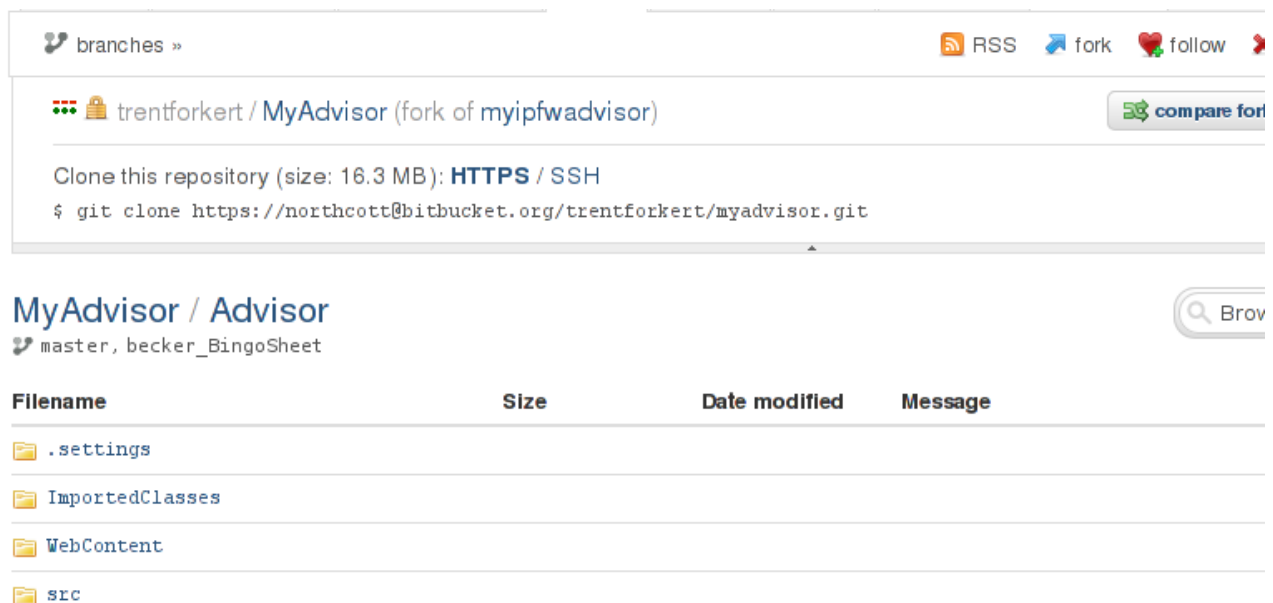 branches »
RSS fork follow
trentforkert / MyAdvisor (fork of myipfwadvisor)
compare
Clone this repository (size: 16.3 MB): HTTPS / SSH
$ git clone https://northcott@bitbucket.org/trentforkert/myadvisor.git
MyAdvisor / Advisor
master, becker_BingoSheet
Filename Size Date modified Message
.settings
ImportedClasses
WebContent
src